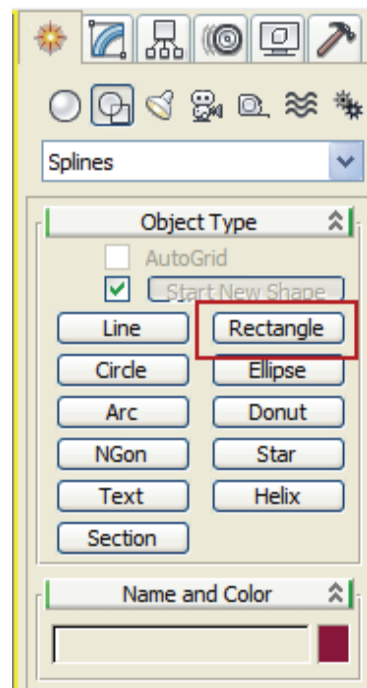 Splines
Object Type
AutoGrid
Start New Shape
Line Rectangle
Circle Ellipse
Arc Donut
NGon Star
Text Helix
Section
Name and Color